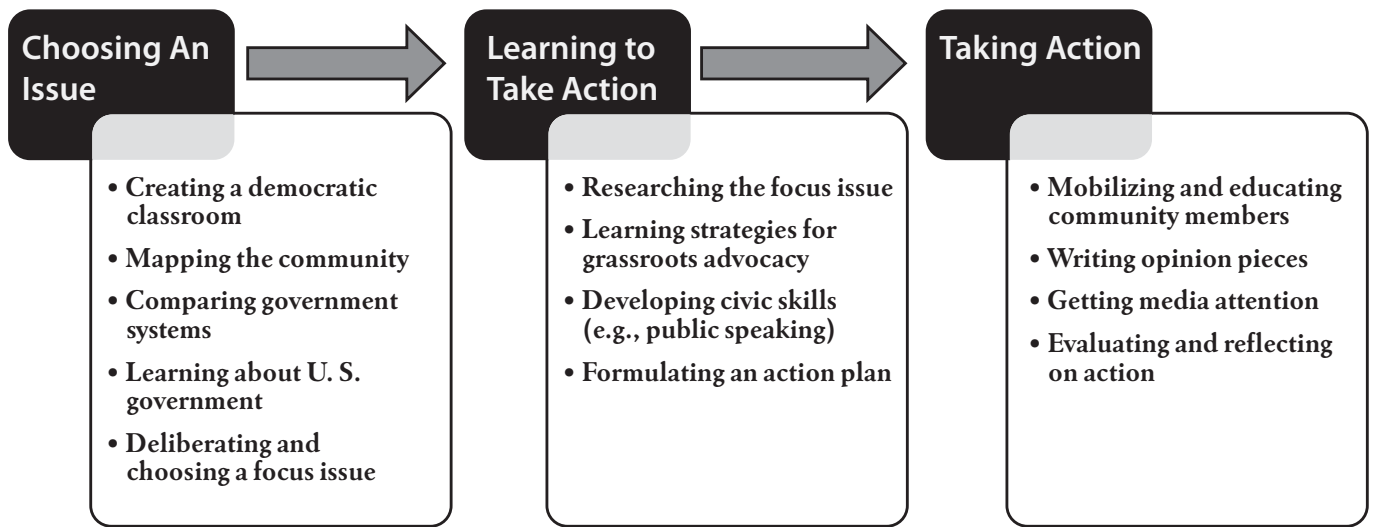 Choosing An
Issue
• Creating a democratic
classroom
• Mapping the community
• Comparing government
systems
• Learning about U. S.
government
• Deliberating and
choosing a focus issue
Learning to
Take Action
• Researching the focus issue
• Learning strategies for
grassroots advocacy
• Developing civic skills
(e.g., public speaking)
• Formulating an action plan
Taking Action
• Mobilizing and educating
community members
• Writing opinion pieces
• Getting media attention
• Evaluating and reflecting
on action